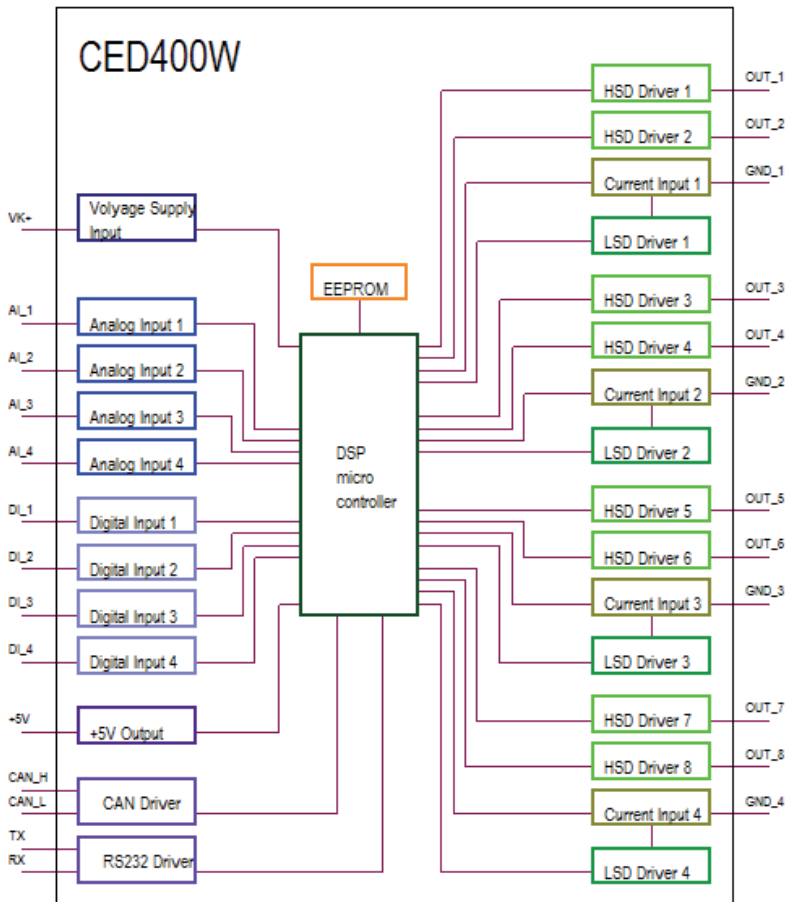 CED400W
VK+
Volyage Supply
Input
AI_1
Analog Input 1
AI_2
Analog Input 2
AI_3
Analog Input 3
AI_4
Analog Input 4
DI_1
Digital Input 1
DI_2
Digital Input 2
DI_3
Digital Input 3
DI_4
Digital Input 4
+5V
+5V Output
CAN_H
CAN_L
CAN Driver
TX
RX
RS232 Driver
EEPROM
DSP
micro
controller
HSD Driver 1
OUT_1
HSD Driver 2
OUT_2
Current Input 1
GND_1
LSD Driver 1
HSD Driver 3
OUT_3
HSD Driver 4
OUT_4
Current Input 2
GND_2
LSD Driver 2
HSD Driver 5
OUT_5
HSD Driver 6
OUT_6
Current Input 3
GND_3
LSD Driver 3
HSD Driver 7
OUT_7
HSD Driver 8
OUT_8
Current Input 4
GND_4
LSD Driver 4